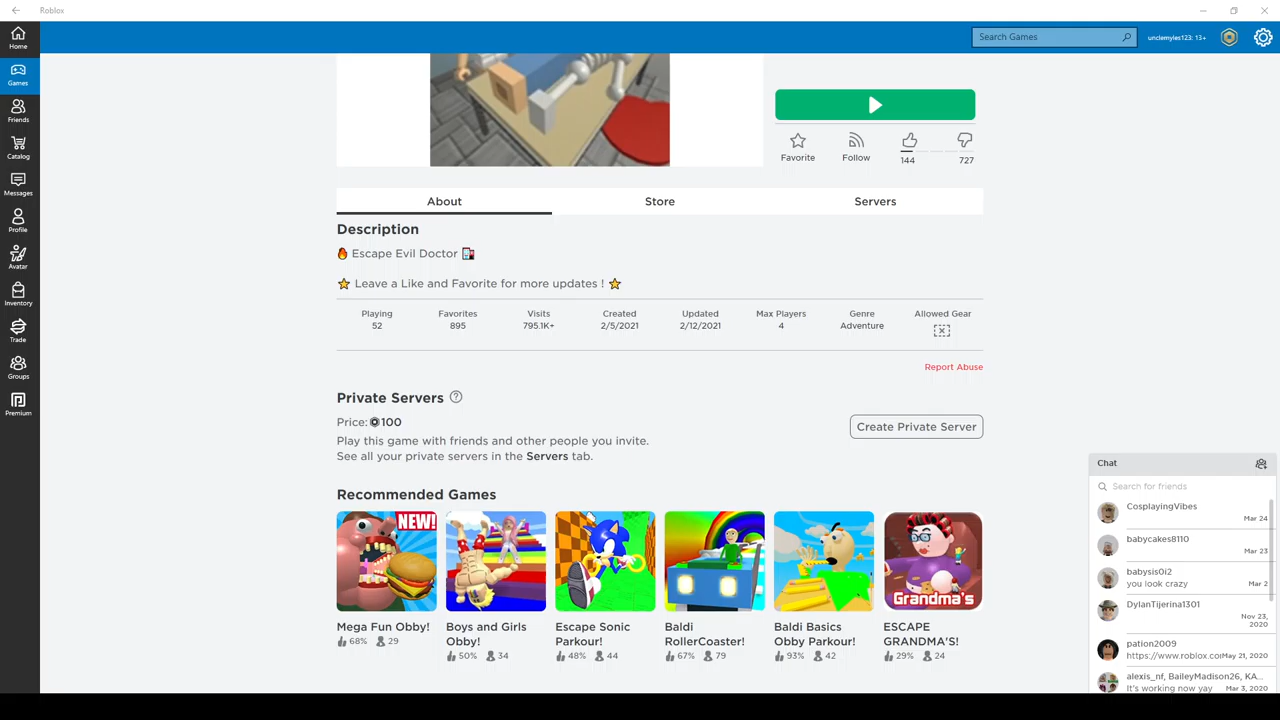 Roblox
Home
Games
Friends
Catalog
Messages
Profile
Avatar
Inventory
Trade
Groups
Premium
Search Games
unclemyles123: 13+
Favorite
Follow
144
727
About
Store
Servers
Description
🔥 Escape Evil Doctor 🏥
⭐ Leave a Like and Favorite for more updates ! ⭐
Playing Favorites Visits Created Updated Max Players Genre Allowed Gear
52 895 795.1K+ 2/5/2021 2/12/2021 4 Adventure
Report Abuse
Private Servers ?
Price: 100
Create Private Server
Play this game with friends and other people you invite.
See all your private servers in the Servers tab.
Recommended Games
NEW!
Grandma's
Mega Fun Obby!
68% 29
Boys and Girls
Obby!
50% 34
Escape Sonic
Parkour!
48% 44
Baldi
RollerCoaster!
67% 79
Baldi Basics
Obby Parkour!
93% 42
ESCAPE
GRANDMA'S!
29% 24
Chat
Search for friends
CosplayingVibes
Mar 24
babycakes8110
Mar 23
babysis0i2
you look crazy Mar 2
DylanTijerina1301
Nov 23,
2020
pation2009
https://www.roblox.co May 21, 2020
alexis_nf, BaileyMadison26, KA...
It's working now yay Mar 3, 2020